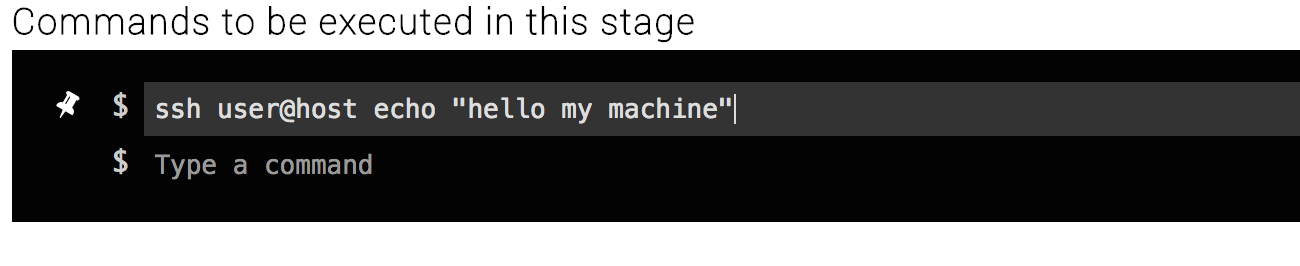 Commands to be executed in this stage
$ ssh user@host echo "hello my machine"
$ Type a command